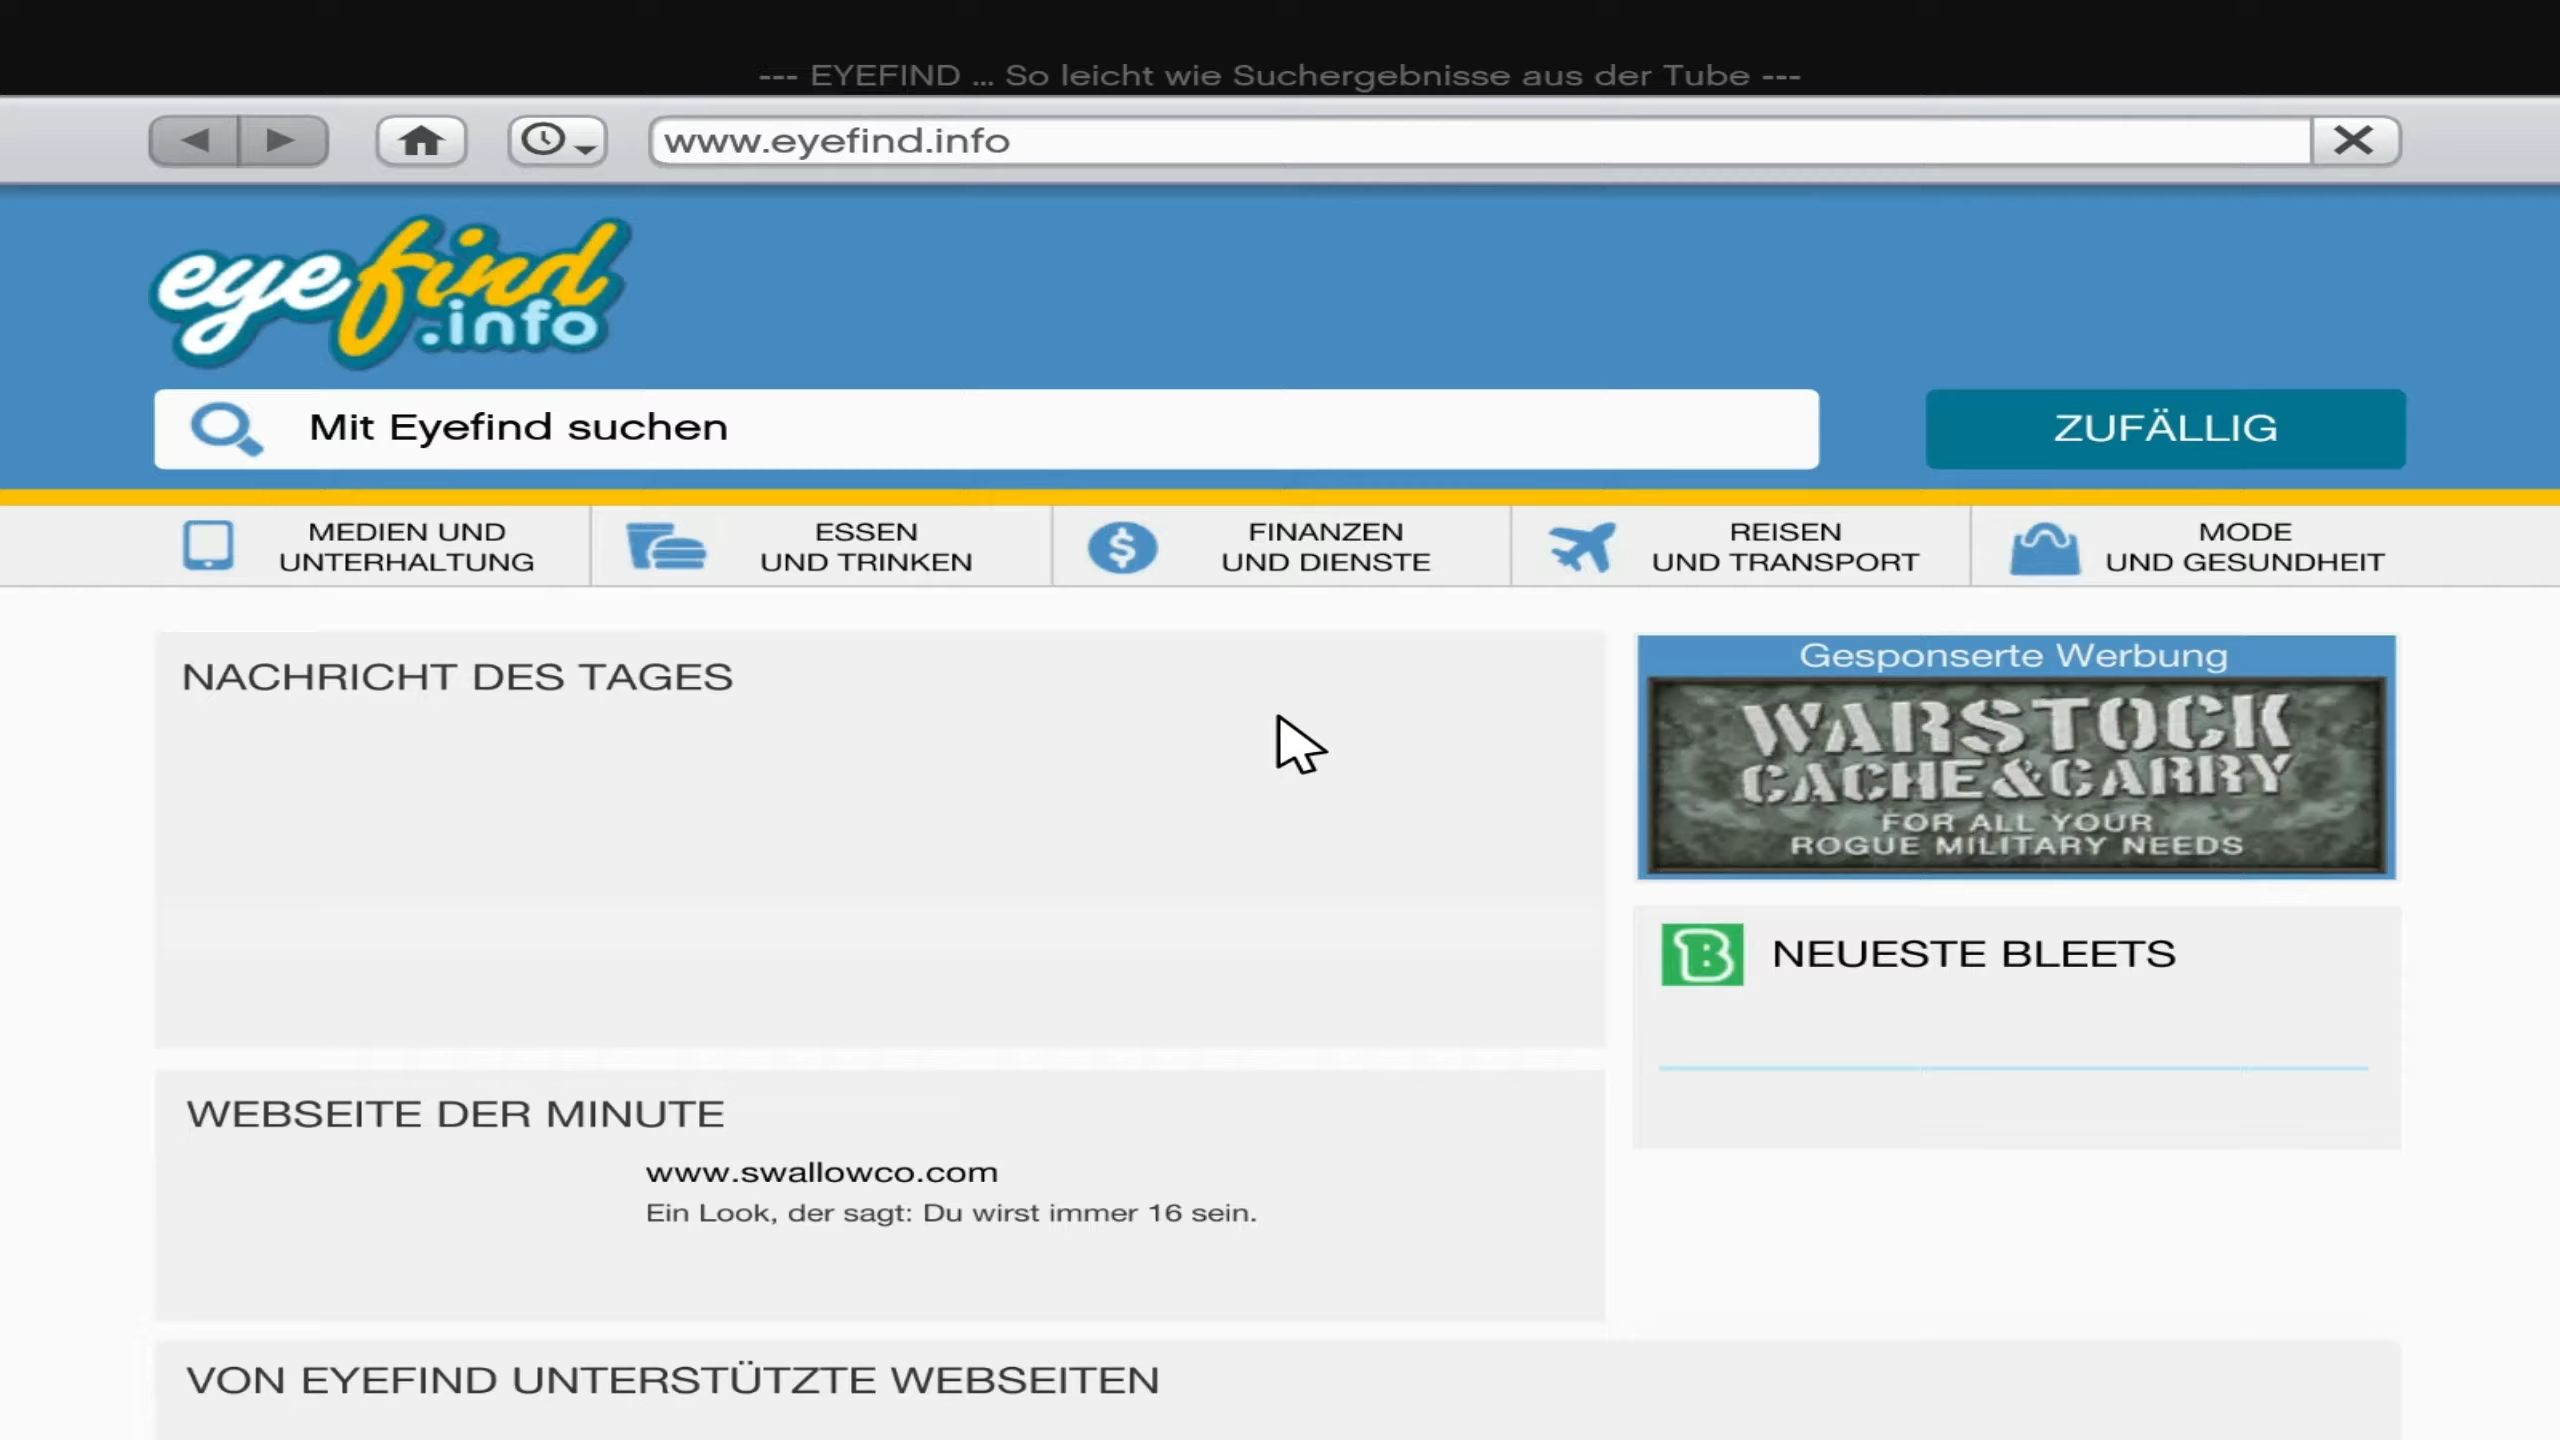 --- EYEFIND ... So leicht wie Suchergebnisse aus der Tube ---
www.eyefind.info
eyefind
.info
Mit Eyefind suchen
ZUFÄLLIG
MEDIEN UND
UNTERHALTUNG
ESSEN
UND TRINKEN
FINANZEN
UND DIENSTE
REISEN
UND TRANSPORT
MODE
UND GESUNDHEIT
NACHRICHT DES TAGES
Gesponserte Werbung
WARSTOCK
CACHE&CARRY
FOR ALL YOUR
ROGUE MILITARY NEEDS
B NEUESTE BLEETS
WEBSEITE DER MINUTE
www.swallowco.com
Ein Look, der sagt: Du wirst immer 16 sein.
VON EYEFIND UNTERSTÜTZTE WEBSEITEN